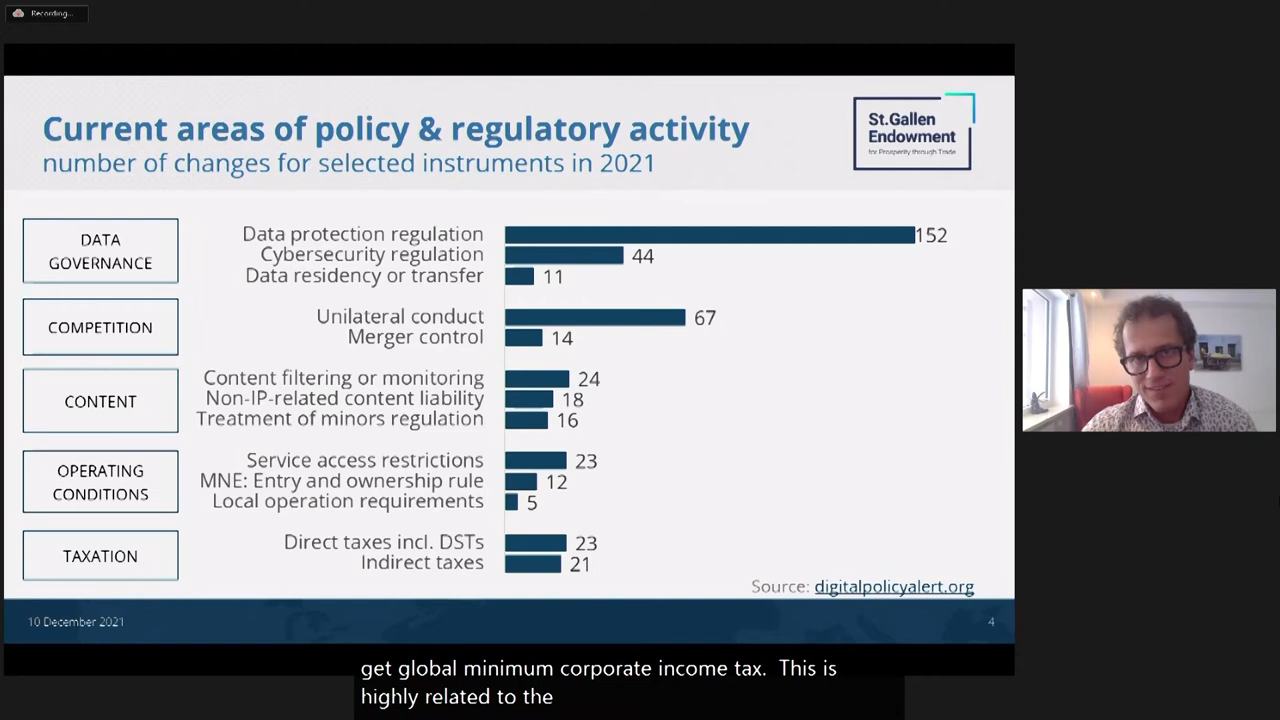 Recording...
Current areas of policy & regulatory activity
number of changes for selected instruments in 2021
St.Gallen
Endowment
for Prosperity through Trade
DATA
GOVERNANCE
Data protection regulation 152
Cybersecurity regulation 44
Data residency or transfer 11
COMPETITION
Unilateral conduct 67
Merger control 14
CONTENT
Content filtering or monitoring 24
Non-IP-related content liability 18
Treatment of minors regulation 16
OPERATING
CONDITIONS
Service access restrictions 23
MNE: Entry and ownership rule 12
Local operation requirements 5
TAXATION
Direct taxes incl. DSTs 23
Indirect taxes 21
Source: digitalpolicyalert.org
10 December 2021 4
get global minimum corporate income tax.  This is
highly related to the